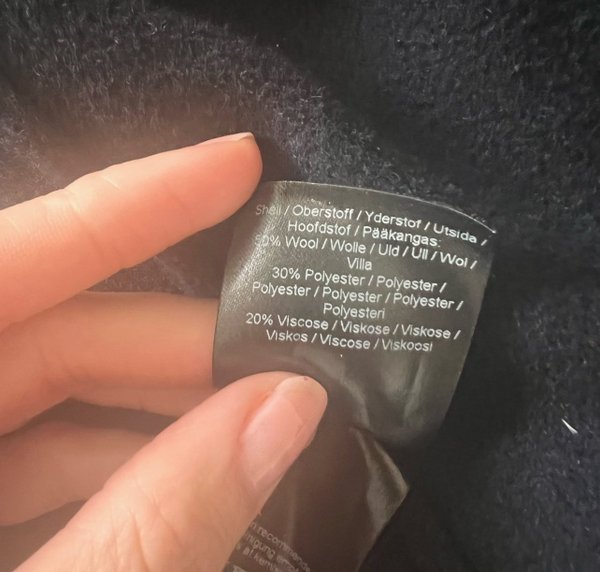 Shell / Oberstoff / Yderstof / Utsida /
Hoofdstof / Pääkangas:
50% Wool / Wolle / Uld / Ull / Wol /
Villa
30% Polyester / Polyester /
Polyester / Polyester / Polyester /
Polyesteri
20% Viscose / Viskose / Viskose /
Viskos / Viscose / Viskoosi